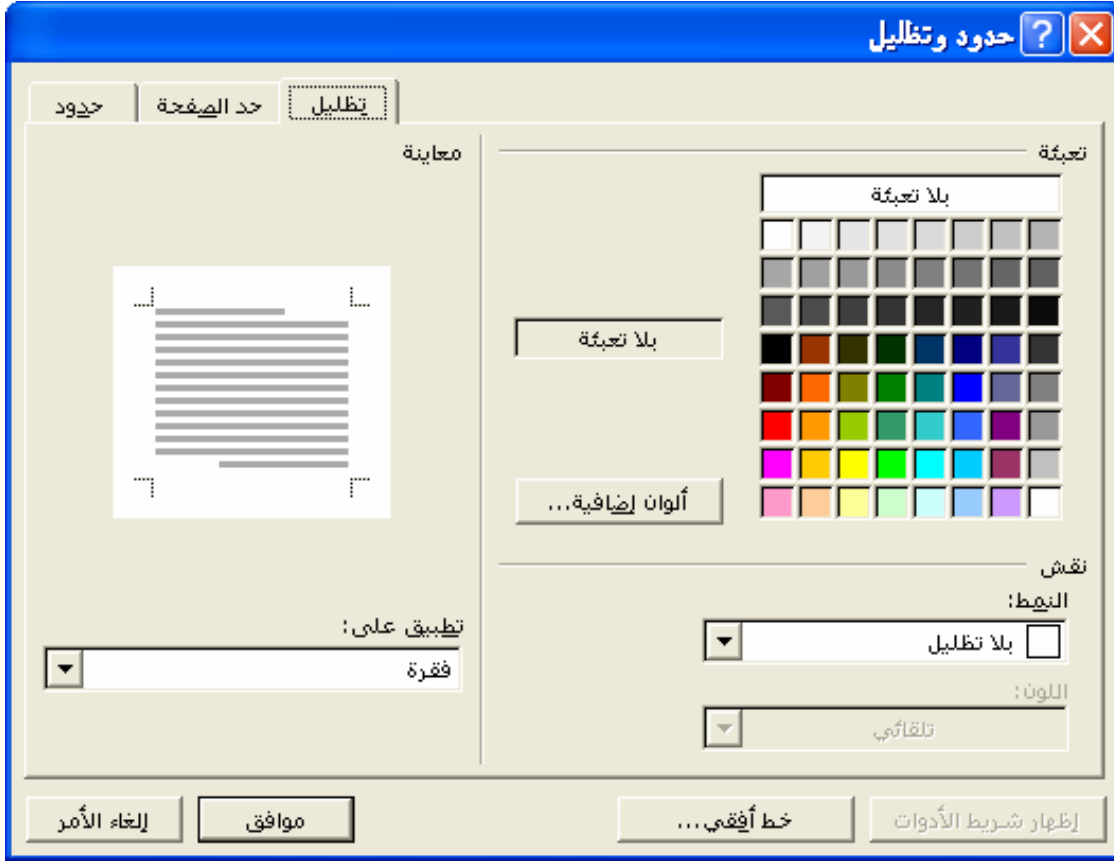 حدود وتظليل
تظليل
حد الصفحة
حدود
تعبئة
بلا تعبئة
بلا تعبئة
ألوان إضافية...
نقش
النمط:
بلا تظليل
اللون:
تلقائي
معاينة
تطبيق على:
فقرة
إظهار شريط الأدوات
خط أفقي...
موافق
إلغاء الأمر